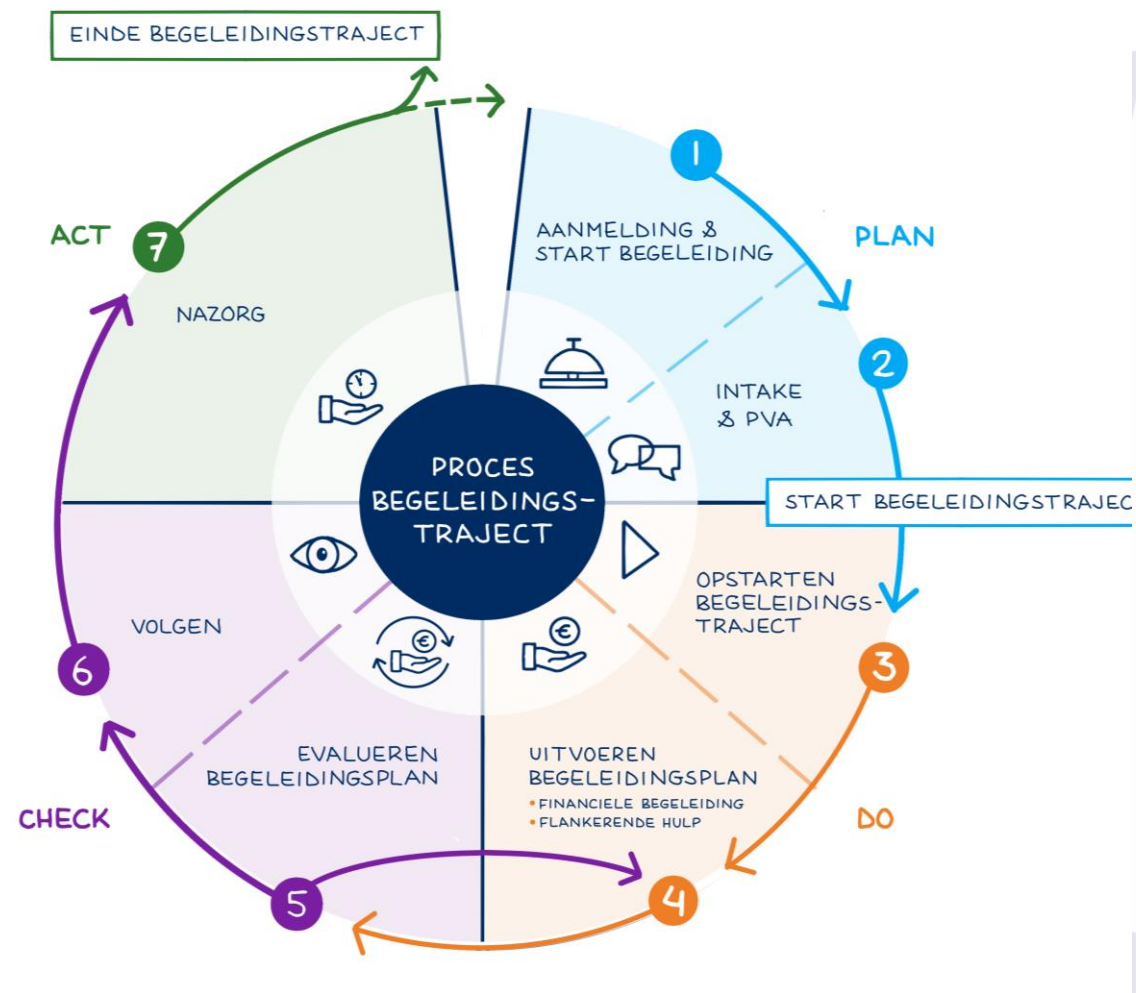 EINDE BEGELEIDINGSTRAJECT
1
AANMELDING &
START BEGELEIDING
PLAN
ACT
7
NAZORG
2
INTAKE
& PVA
PROCES
BEGELEIDINGS-
TRAJECT
START BEGELEIDINGSTRAJEC
OPSTARTEN
BEGELEIDINGS-
TRAJECT
3
VOLGEN
6
UITVOEREN
BEGELEIDINGSPLAN
• FINANCIELE BEGELEIDING
• FLANKERENDE HULP
DO
4
EVALUEREN
BEGELEIDINGSPLAN
CHECK
5